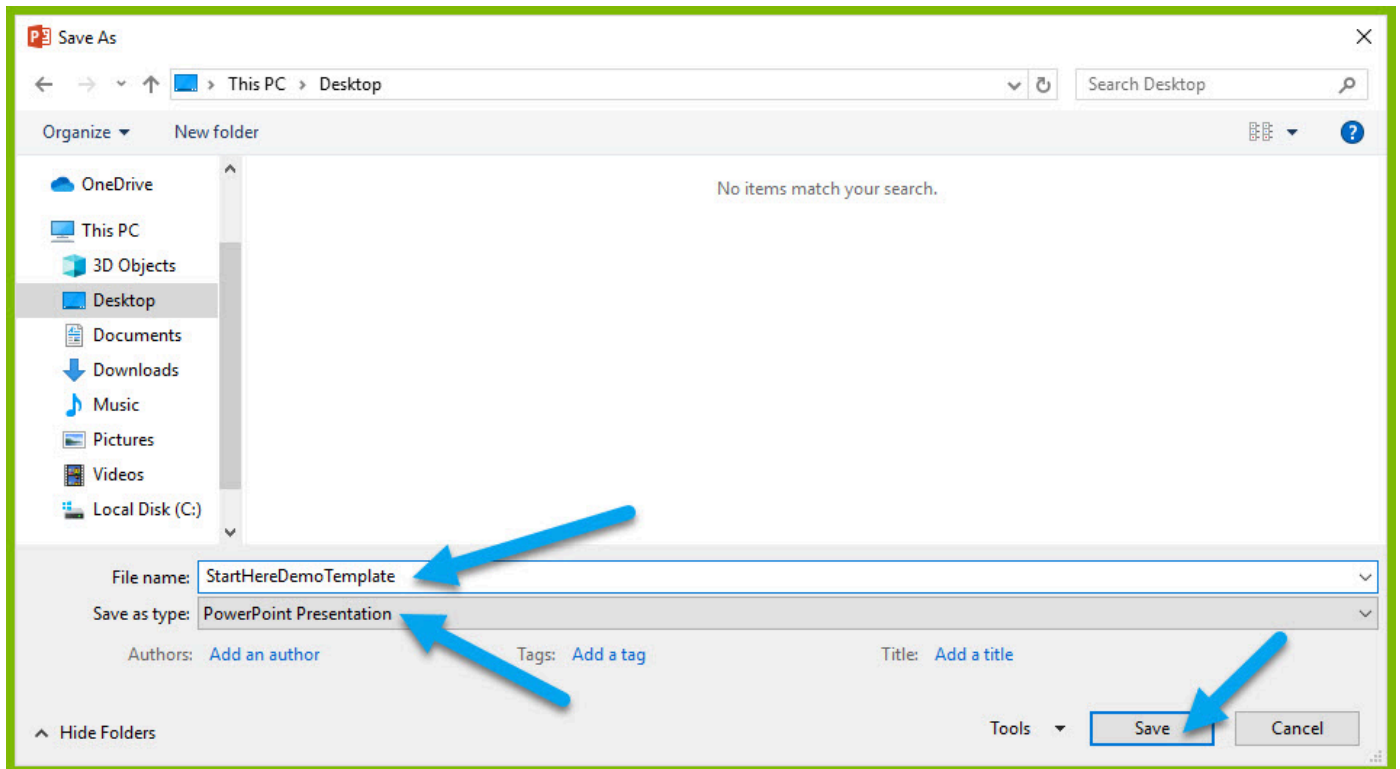 Save As
This PC > Desktop
Search Desktop
Organize
New folder
OneDrive
This PC
3D Objects
Desktop
Documents
Downloads
Music
Pictures
Videos
Local Disk (C:)
No items match your search.
File name: StartHereDemoTemplate
Save as type: PowerPoint Presentation
Authors: Add an author Tags: Add a tag Title: Add a title
Hide Folders
Tools
Save
Cancel